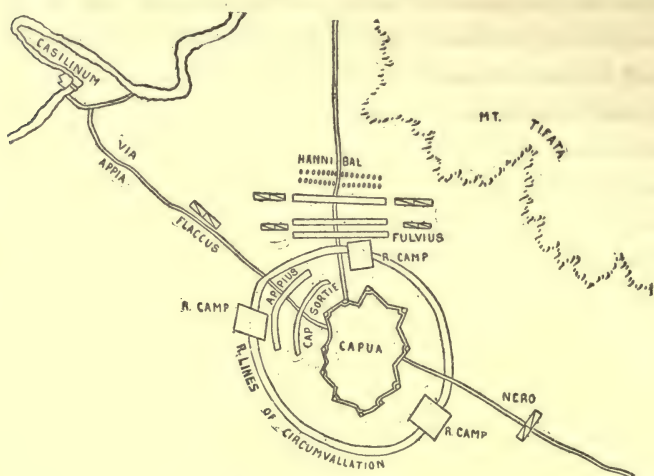 CASILINUM
MT. TIFATA
HANNIBAL
VIA APPIA
FLACCUS
FULVIUS
R. CAMP
APPIUS
CAP SORTIE
R. CAMP
CAPUA
NERO
R. CAMP
R. LINES OF CIRCUMVALLATION